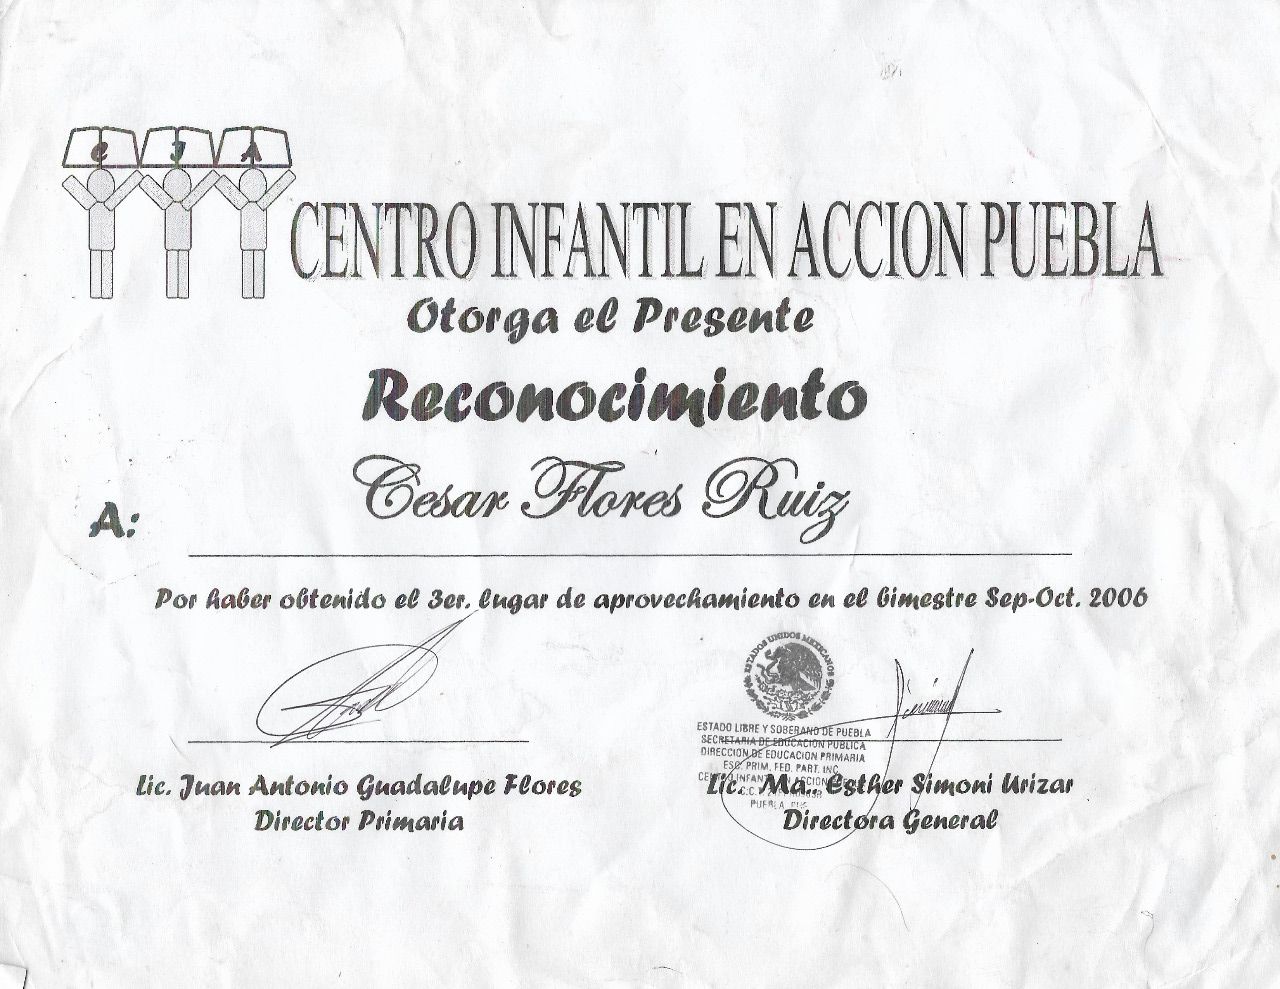 C I A
CENTRO INFANTIL EN ACCION PUEBLA
Otorga el Presente
Reconocimiento
Cesar Flores Ruiz
A:
Por haber obtenido el 3er. lugar de aprovechamiento en el bimestre Sep-Oct. 2006
ESTADOS UNIDOS MEXICANOS
ESTADO LIBRE Y SOBERANO DE PUEBLA
SECRETARIA DE EDUCACION PUBLICA
DIRECCION DE EDUCACION PRIMARIA
ESC. PRIM. FED. PART. INC.
CENTRO INFANTIL EN ACCION
PUEBLA, PUE.
Lic. Juan Antonio Guadalupe Flores
Director Primaria
Lic. Ma. Esther Simoni Urizar
Directora General